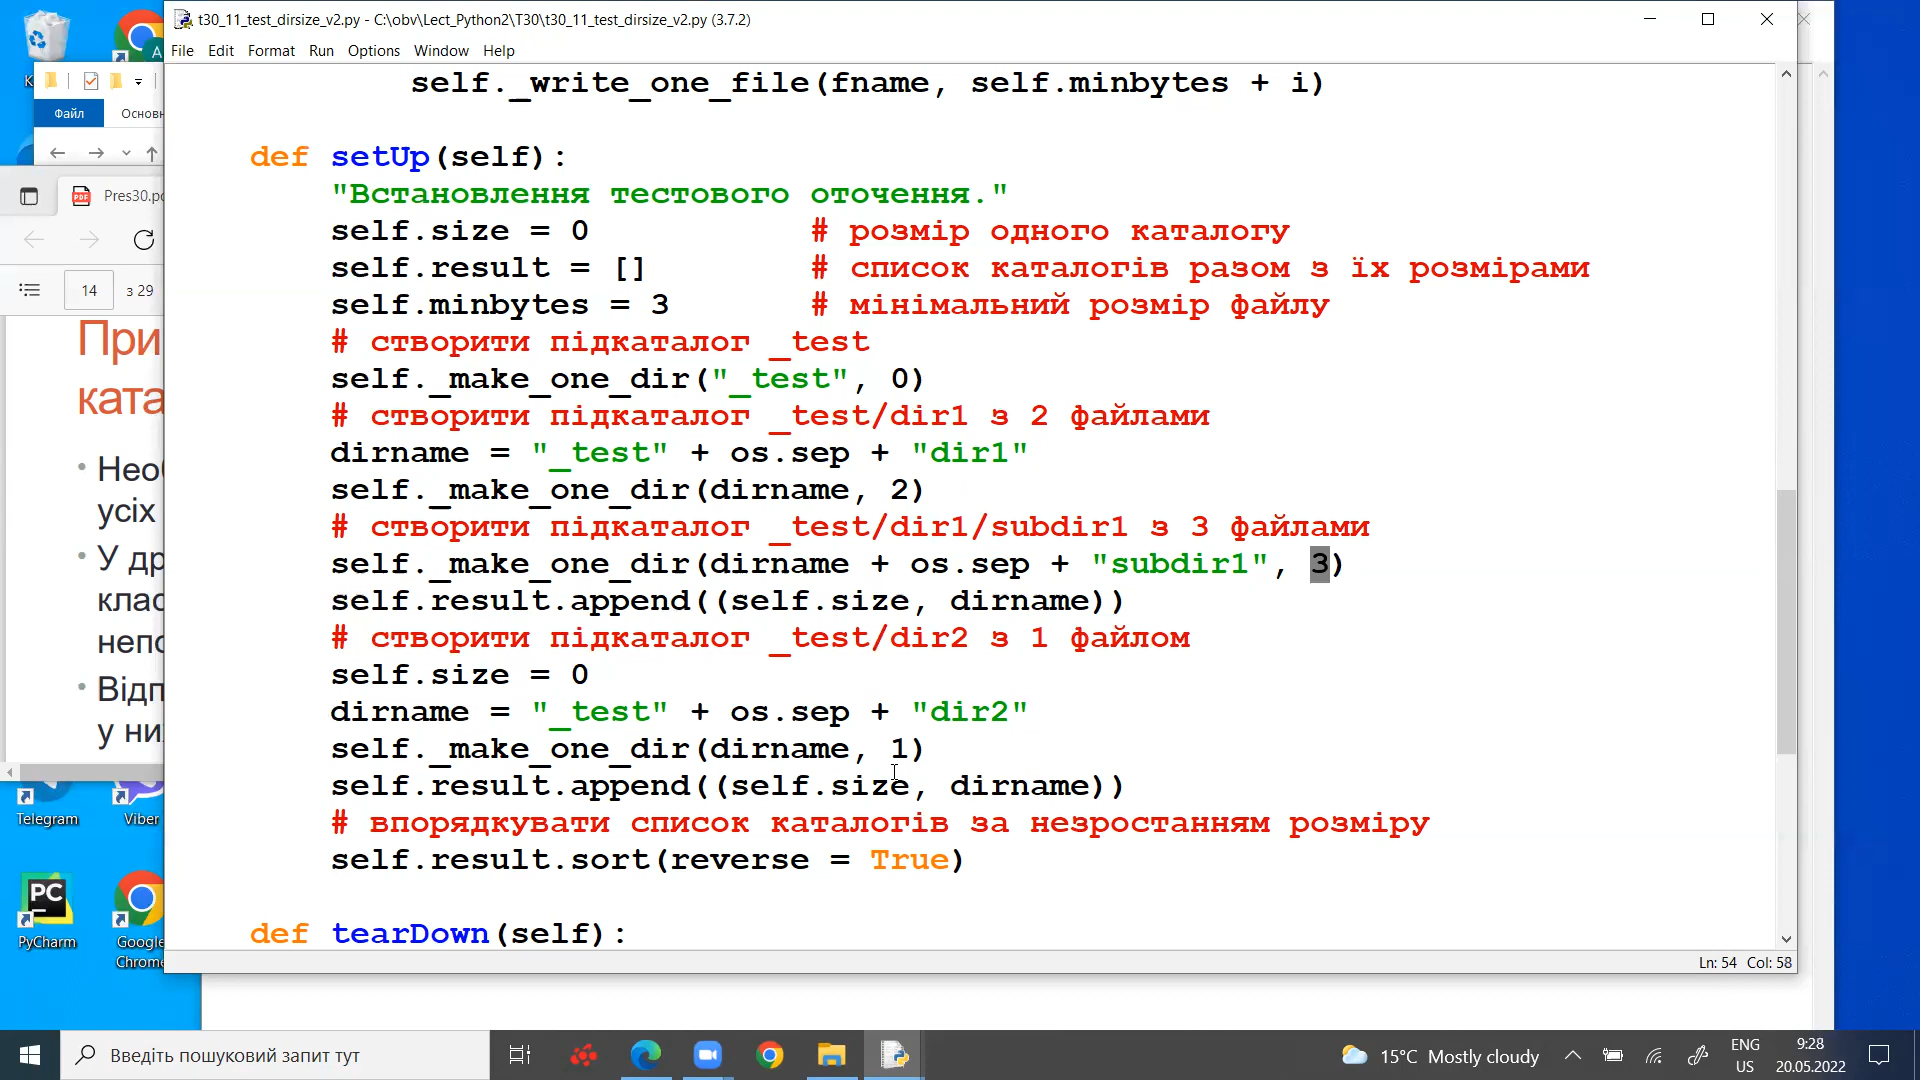 t30_11_test_dirsize_v2.py - C:\obv\Lect_Python2\T30\t30_11_test_dirsize_v2.py (3.7.2)
File Edit Format Run Options Window Help
self._write_one_file(fname, self.minbytes + i)
def setUp(self):
"Встановлення тестового оточення."
self.size = 0 # розмір одного каталогу
self.result = [] # список каталогів разом з їх розмірами
self.minbytes = 3 # мінімальний розмір файлу
# створити підкаталог _test
self._make_one_dir("_test", 0)
# створити підкаталог _test/dir1 з 2 файлами
dirname = "_test" + os.sep + "dir1"
self._make_one_dir(dirname, 2)
# створити підкаталог _test/dir1/subdir1 з 3 файлами
self._make_one_dir(dirname + os.sep + "subdir1", 3)
self.result.append((self.size, dirname))
# створити підкаталог _test/dir2 з 1 файлом
self.size = 0
dirname = "_test" + os.sep + "dir2"
self._make_one_dir(dirname, 1)
self.result.append((self.size, dirname))
# впорядкувати список каталогів за незростанням розміру
self.result.sort(reverse = True)
def tearDown(self):
Ln: 54 Col: 58
Файл
Pres30.p
14 з 29
При
ката
усіх
У
у
Telegram
Viber
PyCharm
Google
Chrome
Введіть пошуковий запит тут
15°C Mostly cloudy
ENG
US
9:28
20.05.2022